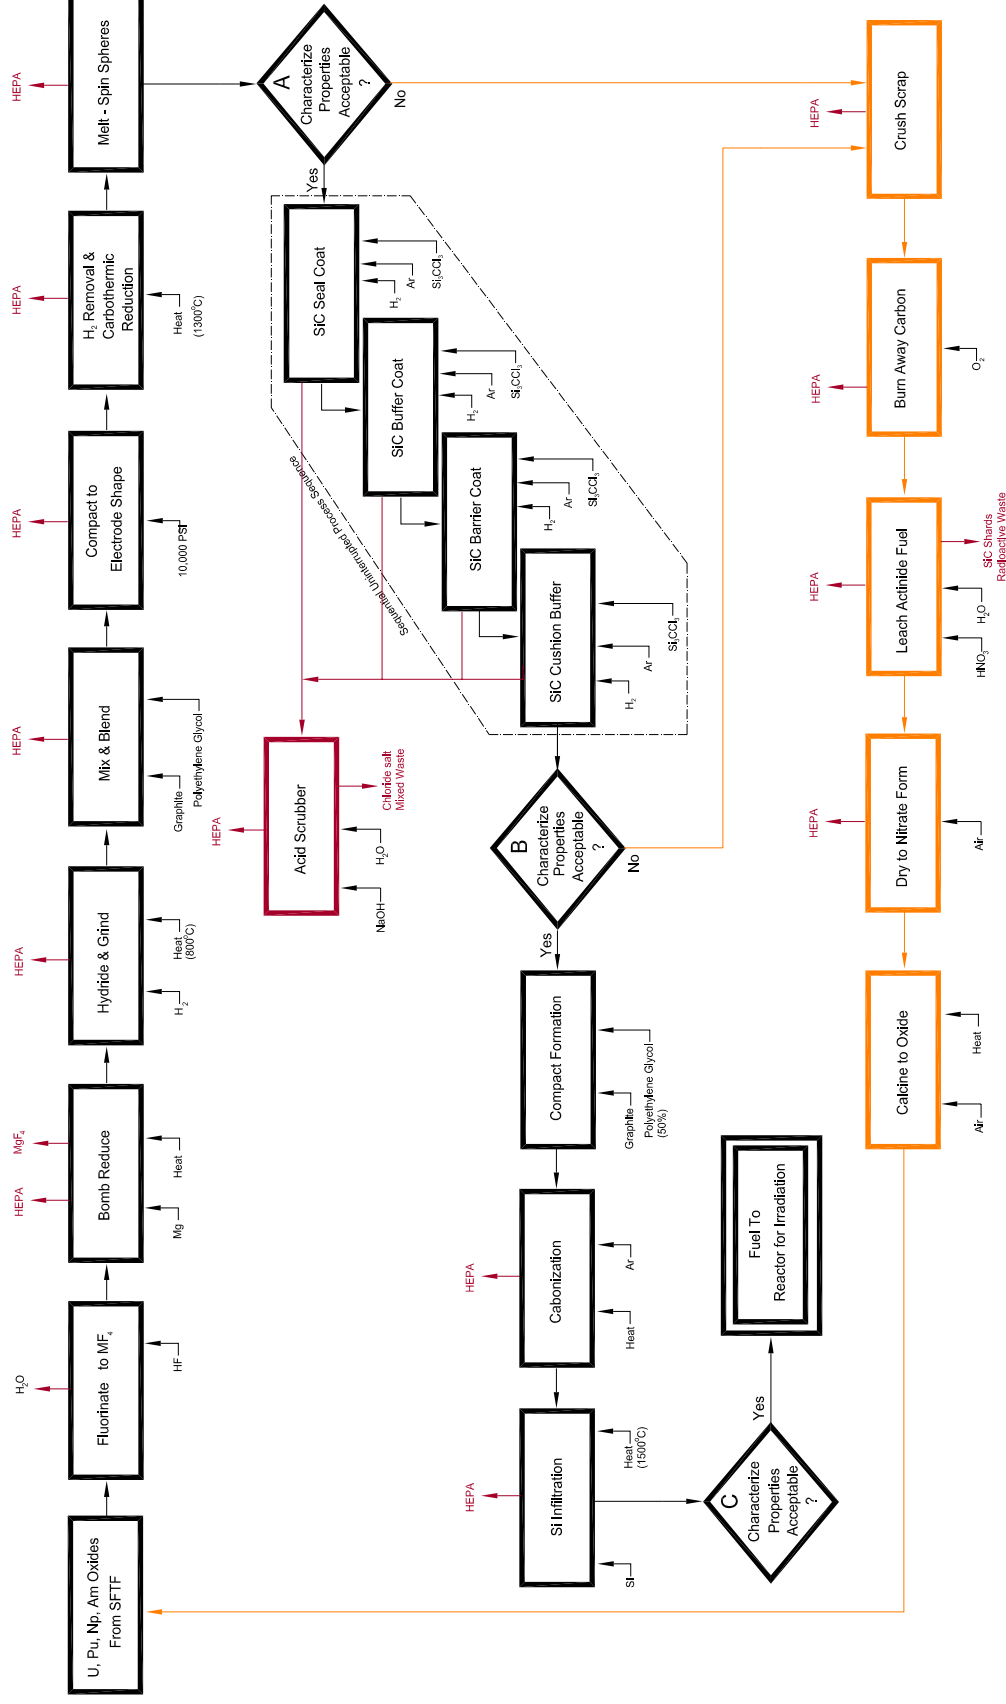 U, Pu, Np, Am Oxides
From SFTF
H₂O
Fluorinate to MF₄
HF
HEPA
MgF₄
Bomb Reduce
Mg
Heat
HEPA
Hydride & Grind
H₂
Heat
(800°C)
HEPA
Mix & Blend
Graphite
Polyethylene Glycol
HEPA
Compact to
Electrode Shape
10,000 PSI
HEPA
H₂ Removal &
Carbothermic
Reduction
Heat
(1300°C)
HEPA
Melt - Spin Spheres
A
Characterize
Properties
Acceptable
?
Yes
No
SiC Seal Coat
H₂
Ar
Si₃CCl₃
SiC Buffer Coat
H₂
Ar
Si₃CCl₃
SiC Barrier Coat
H₂
Ar
Si₃CCl₃
SiC Cushion Buffer
H₂
Ar
Si₃CCl₃
Sequential Uninterrupted Process Sequence
HEPA
Acid Scrubber
NaOH
H₂O
Chloride salt
Mixed Waste
B
Characterize
Properties
Acceptable
?
Yes
No
Compact Formation
Graphite
Polyethylene Glycol
(50%)
HEPA
Cabonization
Heat
Ar
HEPA
Si Infiltration
SI
Heat
(1500°C)
C
Characterize
Properties
Acceptable
?
Yes
Fuel To
Reactor for Irradiation
HEPA
Crush Scrap
HEPA
Burn Away Carbon
O₂
HEPA
Leach Actinide Fuel
HNO₃
H₂O
SiC Shards
Radioactive Waste
HEPA
Dry to Nitrate Form
Air
Calcine to Oxide
Air
Heat